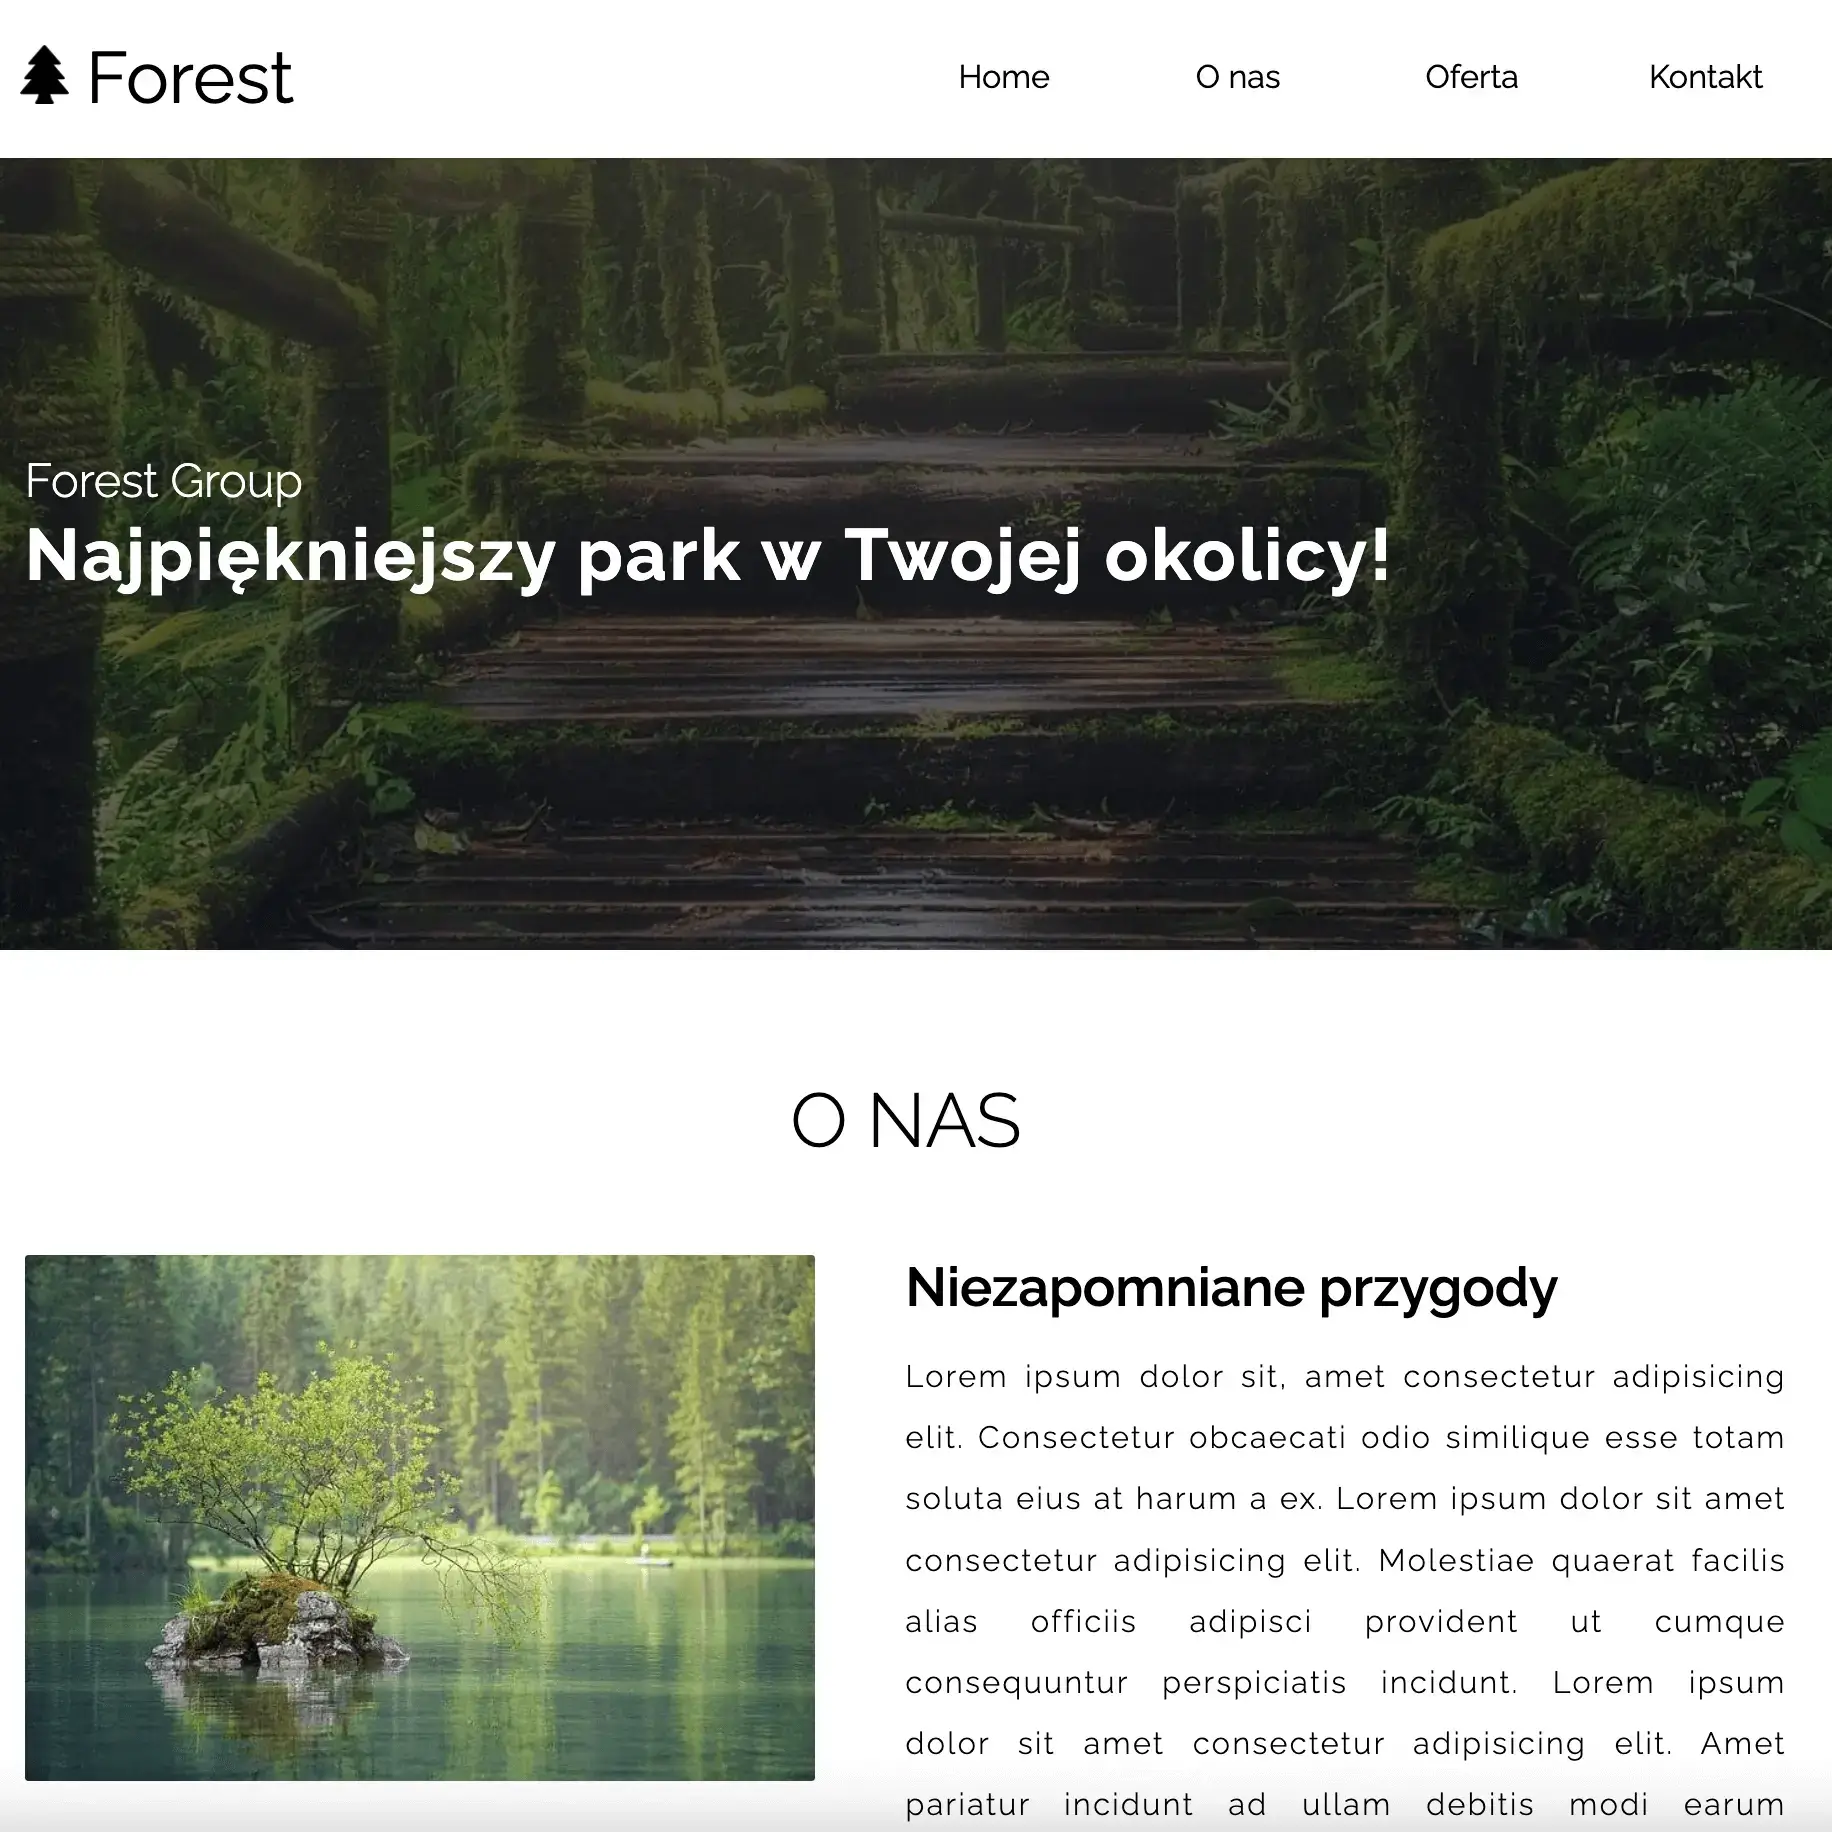 Forest
Home O nas Oferta Kontakt
Forest Group
Najpiękniejszy park w Twojej okolicy!
O NAS
Niezapomniane przygody
Lorem ipsum dolor sit, amet consectetur adipisicing
elit. Consectetur obcaecati odio similique esse totam
soluta eius at harum a ex. Lorem ipsum dolor sit amet
consectetur adipisicing elit. Molestiae quaerat facilis
alias officiis adipisci provident ut cumque
consequuntur perspiciatis incidunt. Lorem ipsum
dolor sit amet consectetur adipisicing elit. Amet
pariatur incidunt ad ullam debitis modi earum